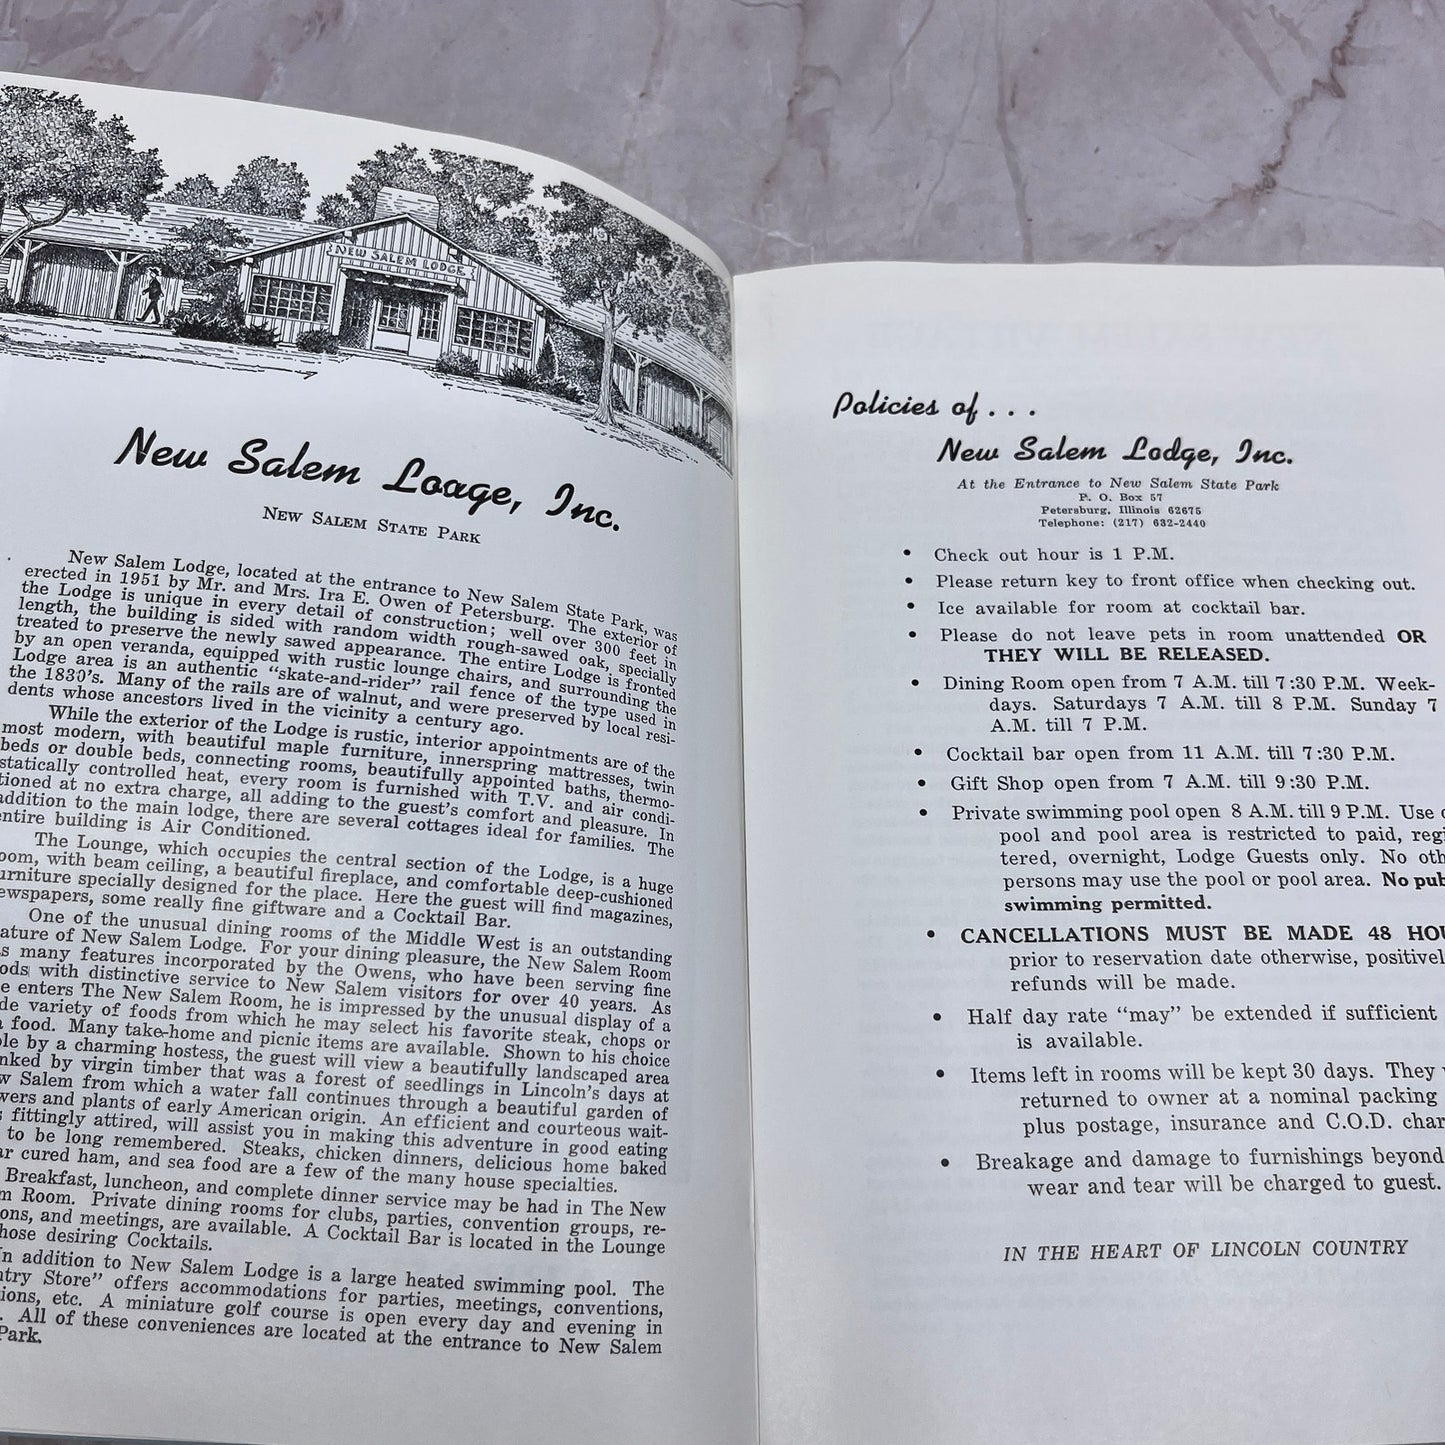 NEW SALEM LODGE
New Salem Lodge, Inc.
NEW SALEM STATE PARK
New Salem Lodge, located at the entrance to New Salem State Park, was
erected in 1951 by Mr. and Mrs. Ira E. Owen of Petersburg. The exterior of
the Lodge is unique in every detail of construction; well over 300 feet in
length, the building is sided with random width rough-sawed oak, specially
treated to preserve the newly sawed appearance. The entire Lodge is fronted
by an open veranda, equipped with rustic lounge chairs, and surrounding the
Lodge area is an authentic "skate-and-rider" rail fence of the type used in
the 1830's. Many of the rails are of walnut, and were preserved by local resi-
dents whose ancestors lived in the vicinity a century ago.
While the exterior of the Lodge is rustic, interior appointments are of the
most modern, with beautiful maple furniture, innerspring mattresses, twin
beds or double beds, connecting rooms, beautifully appointed baths, thermo-
statically controlled heat, every room is furnished with T.V. and air condi-
tioned at no extra charge, all adding to the guest's comfort and pleasure. In
addition to the main lodge, there are several cottages ideal for families. The
entire building is Air Conditioned.
The Lounge, which occupies the central section of the Lodge, is a huge
oom, with beam ceiling, a beautiful fireplace, and comfortable deep-cushioned
urniture specially designed for the place. Here the guest will find magazines,
ewspapers, some really fine giftware and a Cocktail Bar.
One of the unusual dining rooms of the Middle West is an outstanding
ature of New Salem Lodge. For your dining pleasure, the New Salem Room
s many features incorporated by the Owens, who have been serving fine
ods with distinctive service to New Salem visitors for over 40 years. As
e enters The New Salem Room, he is impressed by the unusual display of a
de variety of foods from which he may select his favorite steak, chops or
food. Many take-home and picnic items are available. Shown to his choice
ble by a charming hostess, the guest will view a beautifully landscaped area
nked by virgin timber that was a forest of seedlings in Lincoln's days at
w Salem from which a water fall continues through a beautiful garden of
wers and plants of early American origin. An efficient and courteous wait-
s fittingly attired, will assist you in making this adventure in good eating
to be long remembered. Steaks, chicken dinners, delicious home baked
ar cured ham, and sea food are a few of the many house specialties.
Breakfast, luncheon, and complete dinner service may be had in The New
m Room. Private dining rooms for clubs, parties, convention groups, re-
ons, and meetings, are available. A Cocktail Bar is located in the Lounge
hose desiring Cocktails.
In addition to New Salem Lodge is a large heated swimming pool. The
ntry Store" offers accommodations for parties, meetings, conventions,
ions, etc. A miniature golf course is open every day and evening in
. All of these conveniences are located at the entrance to New Salem
Park.
Policies of . . .
New Salem Lodge, Inc.
At the Entrance to New Salem State Park
P. O. Box 57
Petersburg, Illinois 62675
Telephone: (217) 632-2440
• Check out hour is 1 P.M.
• Please return key to front office when checking out.
• Ice available for room at cocktail bar.
• Please do not leave pets in room unattended OR
THEY WILL BE RELEASED.
• Dining Room open from 7 A.M. till 7:30 P.M. Week-
days. Saturdays 7 A.M. till 8 P.M. Sunday 7
A.M. till 7 P.M.
• Cocktail bar open from 11 A.M. till 7:30 P.M.
• Gift Shop open from 7 A.M. till 9:30 P.M.
• Private swimming pool open 8 A.M. till 9 P.M. Use o
pool and pool area is restricted to paid, regi
tered, overnight, Lodge Guests only. No oth
persons may use the pool or pool area. No pub
swimming permitted.
• CANCELLATIONS MUST BE MADE 48 HOU
prior to reservation date otherwise, positivel
refunds will be made.
• Half day rate "may" be extended if sufficient
is available.
• Items left in rooms will be kept 30 days. They
returned to owner at a nominal packing
plus postage, insurance and C.O.D. char
• Breakage and damage to furnishings beyond
wear and tear will be charged to guest.
IN THE HEART OF LINCOLN COUNTRY